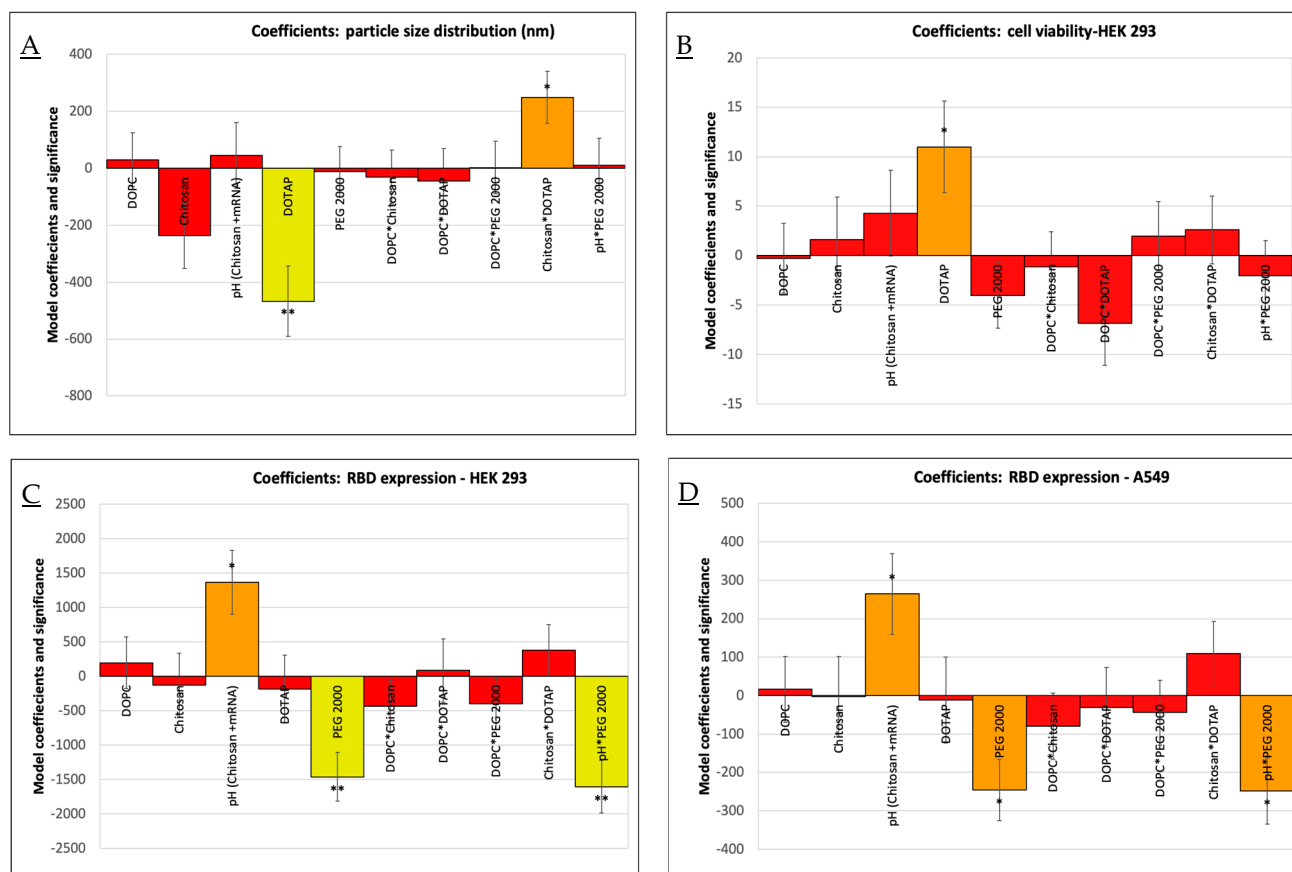 A
Coefficients: particle size distribution (nm)
Model coeffiecients and significance
400
200
0
-200
-400
-600
-800
DOPC
Chitosan
pH (Chitosan +mRNA)
DOTAP
**
PEG 2000
DOPC*Chitosan
DOPC*DOTAP
DOPC*PEG 2000
*
Chitosan*DOTAP
pH*PEG 2000
B
Coefficients: cell viability-HEK 293
Model coeffiecients and significance
20
15
10
5
0
-5
-10
-15
DOPC
Chitosan
pH (Chitosan +mRNA)
*
DOTAP
PEG 2000
DOPC*Chitosan
DOPC*DOTAP
DOPC*PEG 2000
Chitosan*DOTAP
pH*PEG 2000
C
Coefficients: RBD expression - HEK 293
Model coeffiecients and significance
2500
2000
1500
1000
500
0
-500
-1000
-1500
-2000
-2500
DOPC
Chitosan
*
pH (Chitosan +mRNA)
DOTAP
PEG 2000
**
DOPC*Chitosan
DOPC*DOTAP
DOPC*PEG 2000
Chitosan*DOTAP
pH*PEG 2000
**
D
Coefficients: RBD expression - A549
Model coeffiecients and significance
500
400
300
200
100
0
-100
-200
-300
-400
DOPC
Chitosan
*
pH (Chitosan +mRNA)
DOTAP
PEG 2000
*
DOPC*Chitosan
DOPC*DOTAP
DOPC*PEG 2000
Chitosan*DOTAP
pH*PEG 2000
*